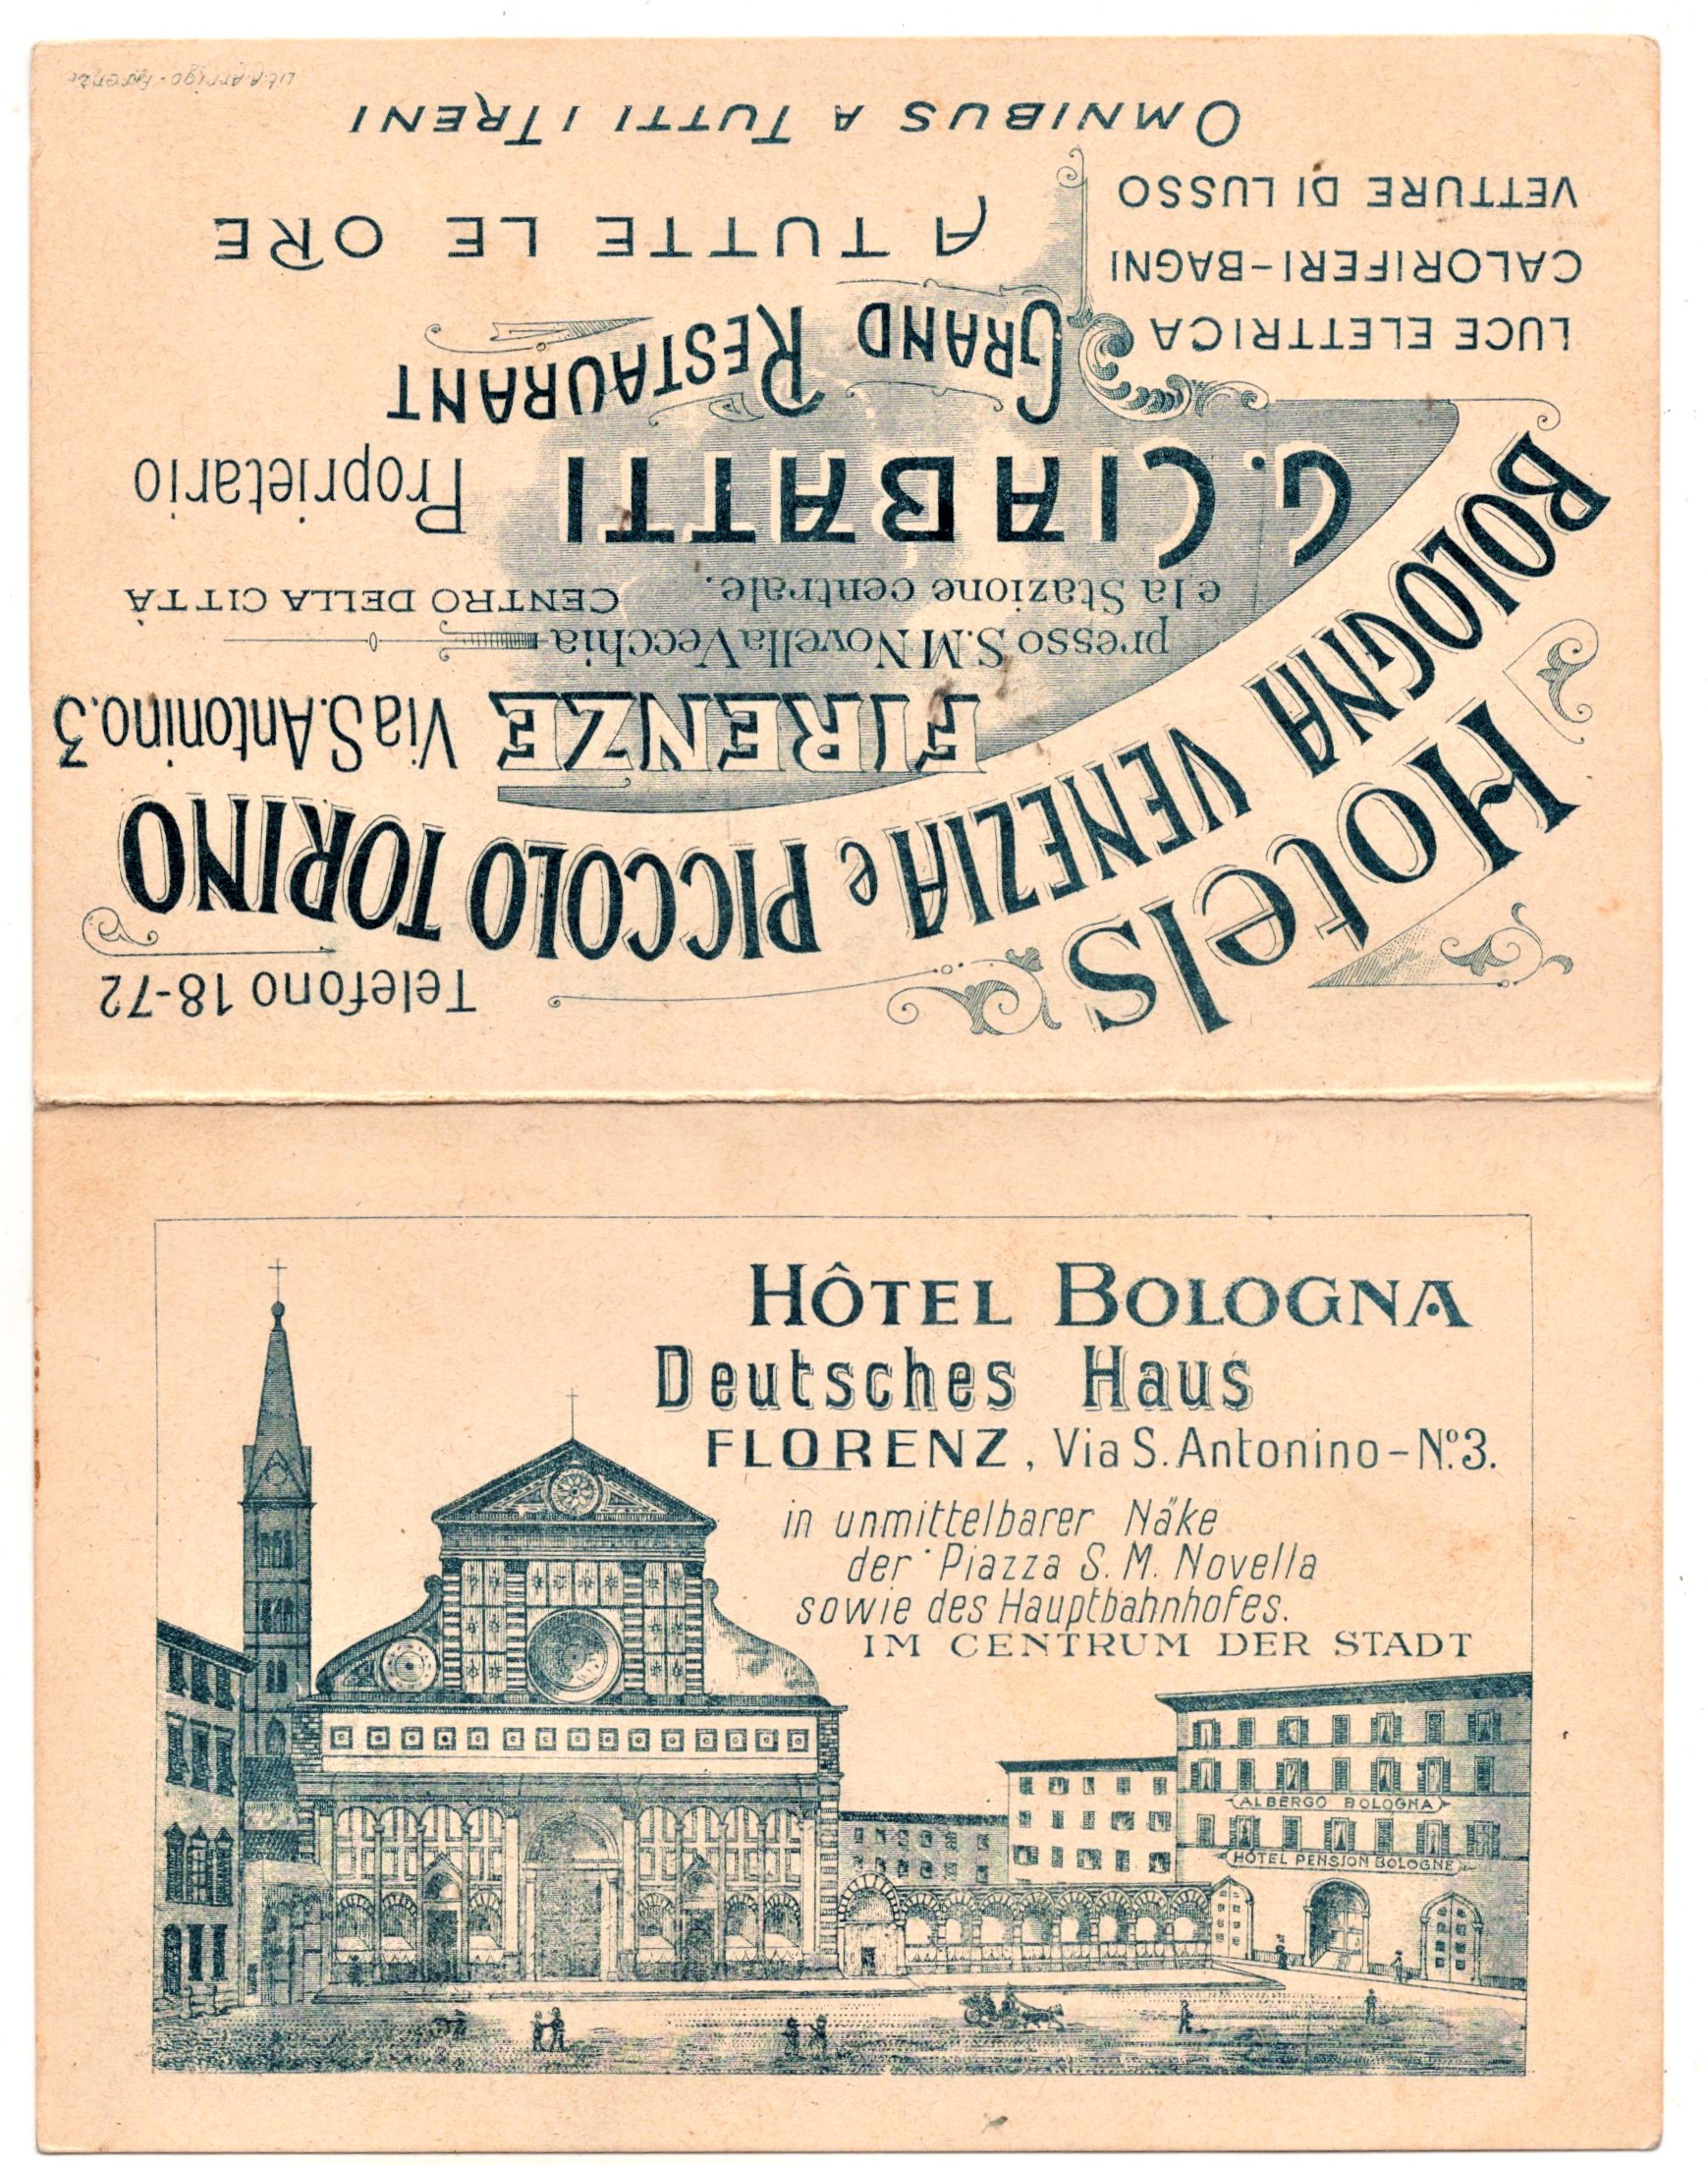 Telefono 18-72
Hotels
BOLOGNA VENEZIA e PICCOLO TORINO
FIRENZE Via S. Antonino. 3
presso S. M Novella Vecchia
e la Stazione centrale.
CENTRO DELLA CITTÀ
G. CIABATTI Proprietario
GRAND RESTAURANT
A TUTTE LE ORE
LUCE ELETTRICA
CALORIFERI-BAGNI
VETTURE DI LUSSO
OMNIBUS A TUTTI I TRENI
Lit. A. Arrigo - Firenze
HÔTEL BOLOGNA
Deutsches Haus
FLORENZ, Via S. Antonino - No. 3.
in unmittelbarer Näke
der Piazza S. M. Novella
sowie des Hauptbahnhofes.
IM CENTRUM DER STADT
ALBERGO BOLOGNA
HÔTEL PENSION BOLOGNE